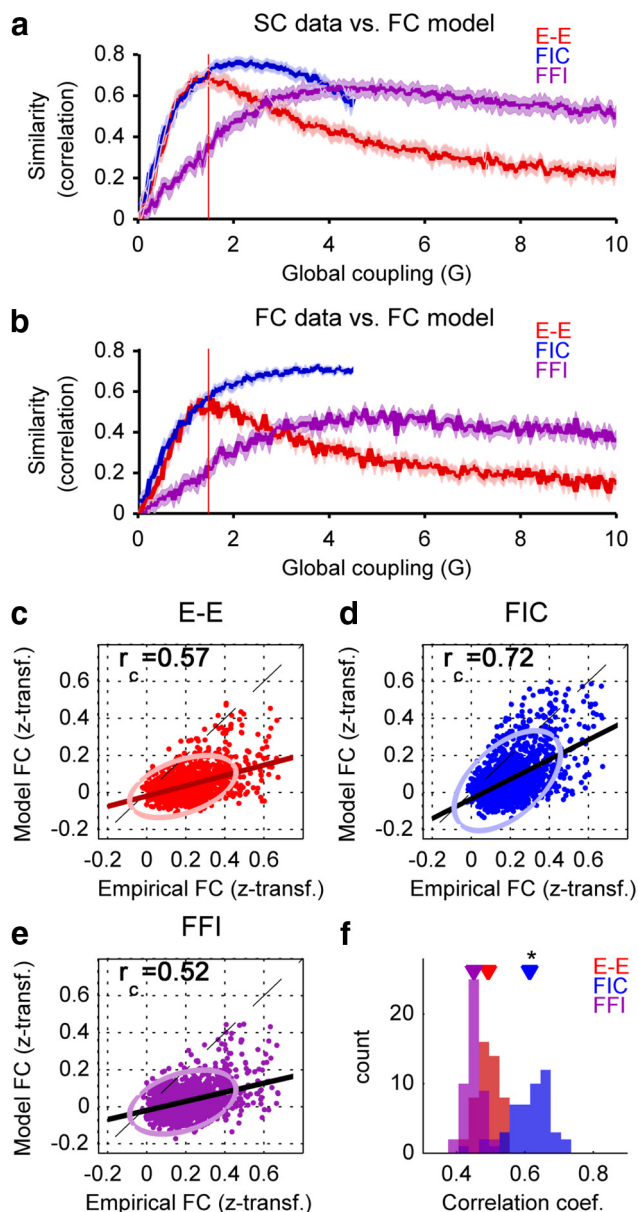 a
SC data vs. FC model
E-E
FIC
FFI
0.8
0.6
0.4
0.2
0
Similarity
(correlation)
0 2 4 6 8 10
Global coupling (G)
b
FC data vs. FC model
E-E
FIC
FFI
0.8
0.6
0.4
0.2
0
Similarity
(correlation)
0 2 4 6 8 10
Global coupling (G)
c
E-E
r_c=0.57
0.6
0.4
0.2
0
-0.2
Model FC (z-transf.)
-0.2 0 0.2 0.4 0.6
Empirical FC (z-transf.)
d
FIC
r_c=0.72
0.6
0.4
0.2
0
-0.2
Model FC (z-transf.)
-0.2 0 0.2 0.4 0.6
Empirical FC (z-transf.)
e
FFI
r_c=0.52
0.6
0.4
0.2
0
-0.2
Model FC (z-transf.)
-0.2 0 0.2 0.4 0.6
Empirical FC (z-transf.)
f
*
E-E
FIC
FFI
20
0
count
0.4 0.6 0.8
Correlation coef.